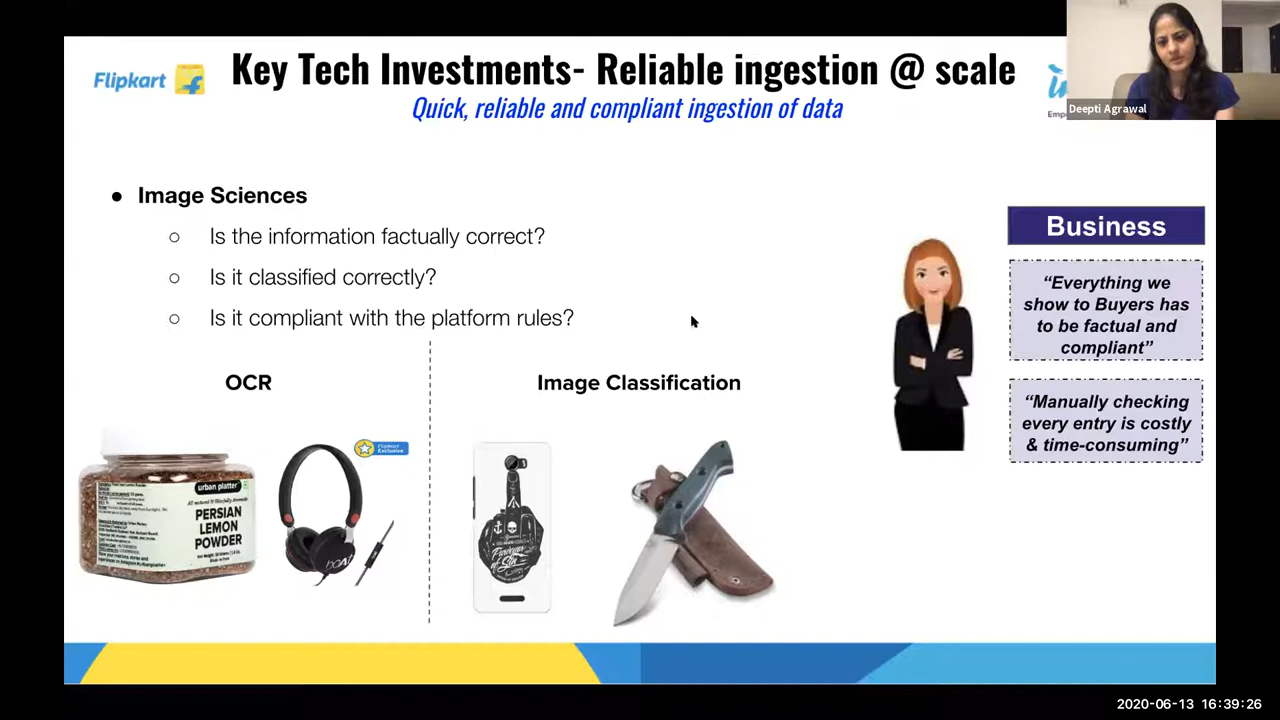 Flipkart
Key Tech Investments- Reliable ingestion @ scale
Quick, reliable and compliant ingestion of data
Deepti Agrawal
● Image Sciences
○ Is the information factually correct?
○ Is it classified correctly?
○ Is it compliant with the platform rules?
Business
“Everything we
show to Buyers has
to be factual and
compliant”
“Manually checking
every entry is costly
& time-consuming”
OCR
Image Classification
Flipkart
Exclusive
urban platter
PERSIAN
LEMON
POWDER
boAt
of Sin
2020-06-13 16:39:26